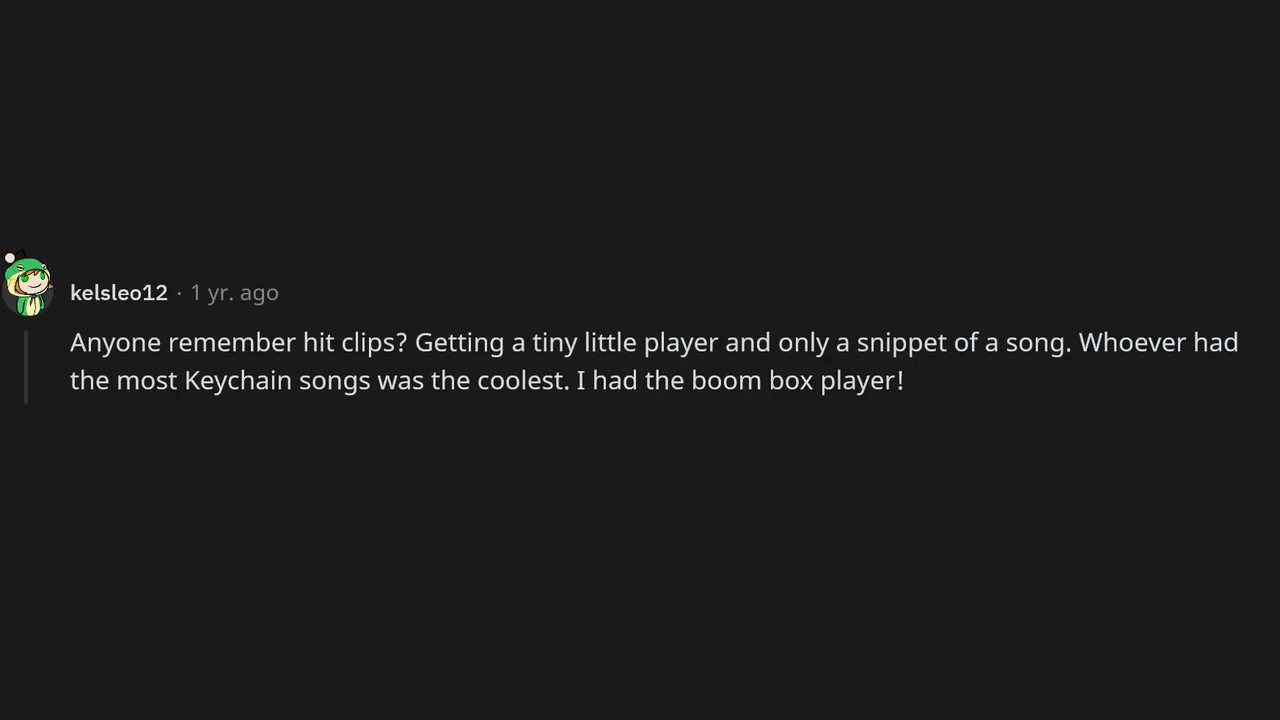 kelsleo12 · 1 yr. ago
Anyone remember hit clips? Getting a tiny little player and only a snippet of a song. Whoever had
the most Keychain songs was the coolest. I had the boom box player!